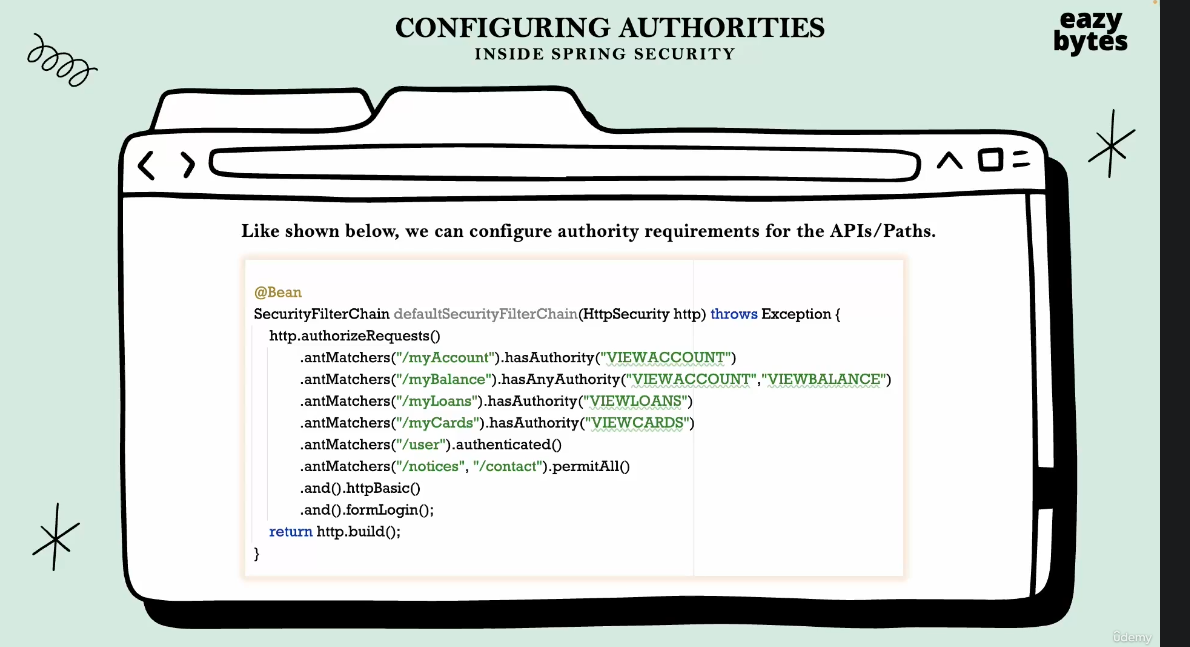 CONFIGURING AUTHORITIES
INSIDE SPRING SECURITY
eazy
bytes
Like shown below, we can configure authority requirements for the APIs/Paths.
@Bean
SecurityFilterChain defaultSecurityFilterChain(HttpSecurity http) throws Exception {
http.authorizeRequests()
.antMatchers("/myAccount").hasAuthority("VIEWACCOUNT")
.antMatchers("/myBalance").hasAnyAuthority("VIEWACCOUNT","VIEWBALANCE")
.antMatchers("/myLoans").hasAuthority("VIEWLOANS")
.antMatchers("/myCards").hasAuthority("VIEWCARDS")
.antMatchers("/user").authenticated()
.antMatchers("/notices", "/contact").permitAll()
.and().httpBasic()
.and().formLogin();
return http.build();
}
ûdemy